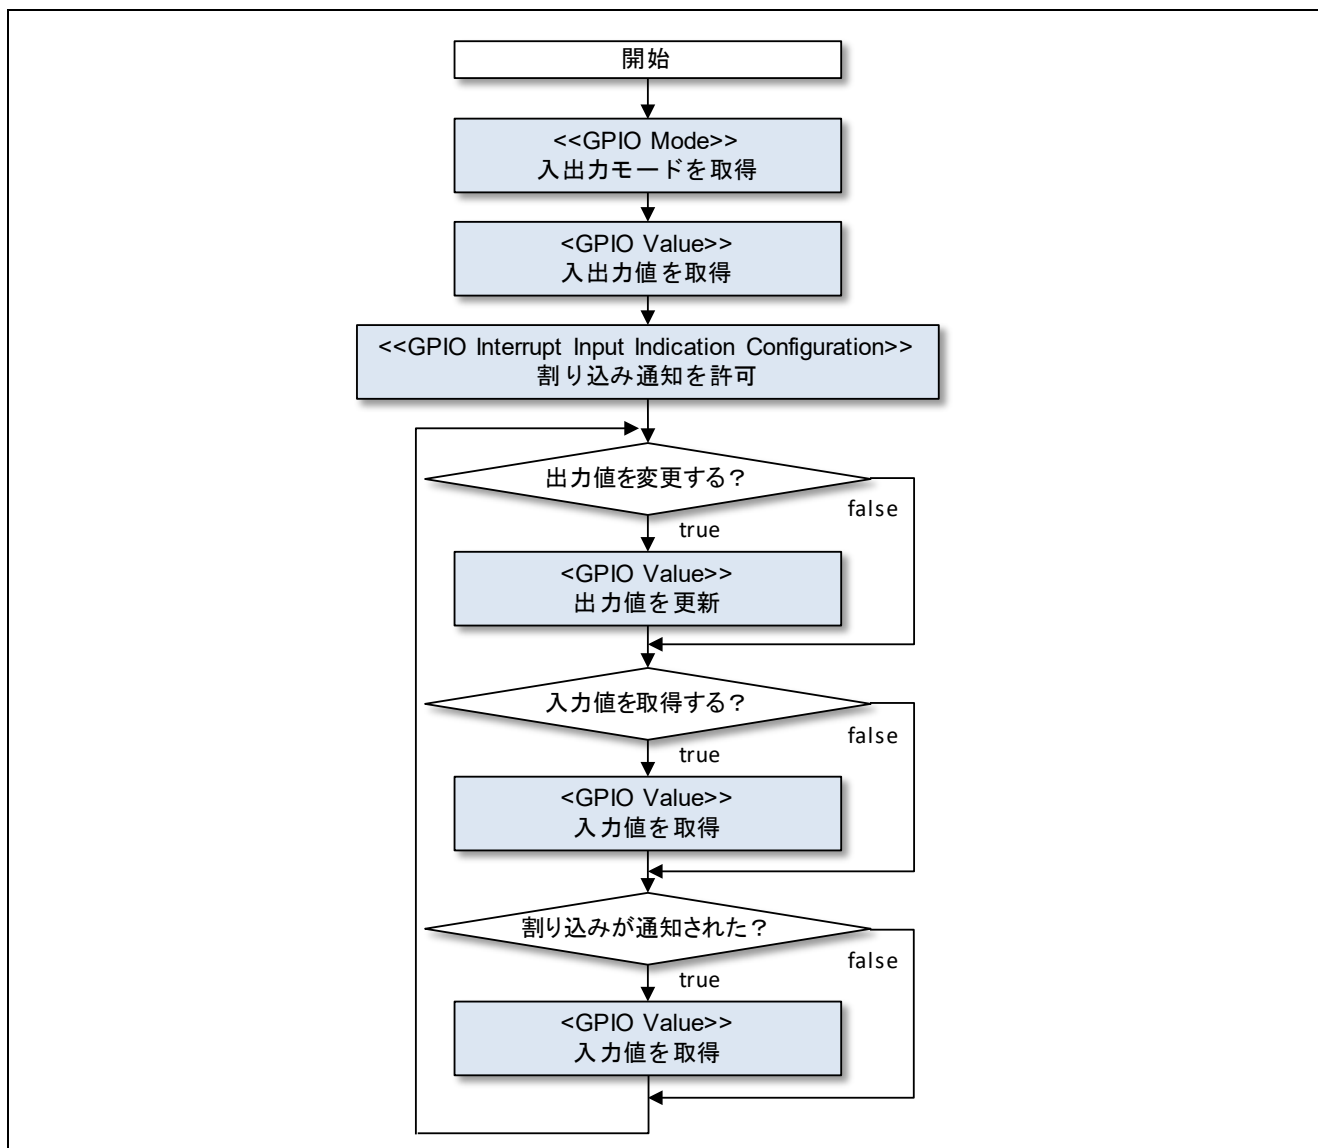 開始
<<GPIO Mode>>
入出力モードを取得
<GPIO Value>>
入出力値を取得
<<GPIO Interrupt Input Indication Configuration>>
割り込み通知を許可
出力値を変更する？
false
true
<GPIO Value>>
出力値を更新
入力値を取得する？
false
true
<GPIO Value>>
入力値を取得
割り込みが通知された？
false
true
<GPIO Value>>
入力値を取得